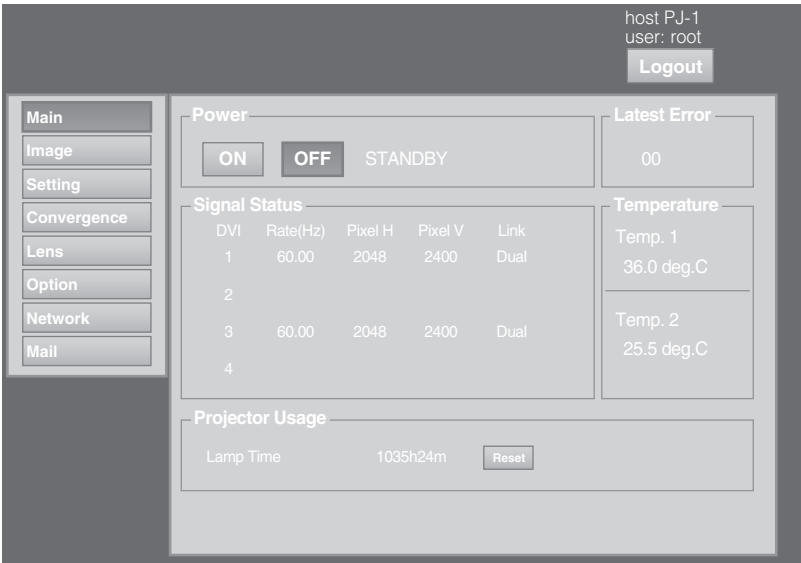 host PJ-1
user: root
Logout
Main
Image
Setting
Convergence
Lens
Option
Network
Mail
Power
ON OFF STANDBY
Latest Error
00
Signal Status
DVI Rate(Hz) Pixel H Pixel V Link
1 60.00 2048 2400 Dual
2
3 60.00 2048 2400 Dual
4
Temperature
Temp. 1
36.0 deg.C
Temp. 2
25.5 deg.C
Projector Usage
Lamp Time 1035h24m Reset